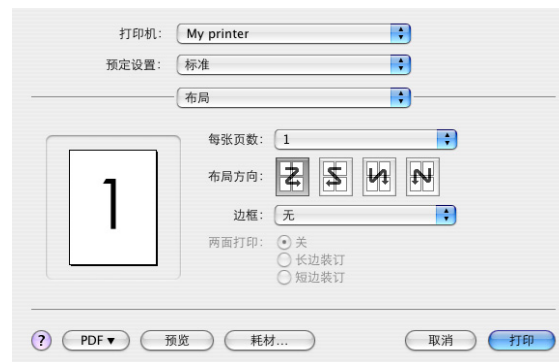 打印机: My printer
预定设置: 标准
布局
每张页数: 1
布局方向:
边框: 无
两面打印: 关
长边装订
短边装订
1
? PDF▼ 预览 耗材... 取消 打印